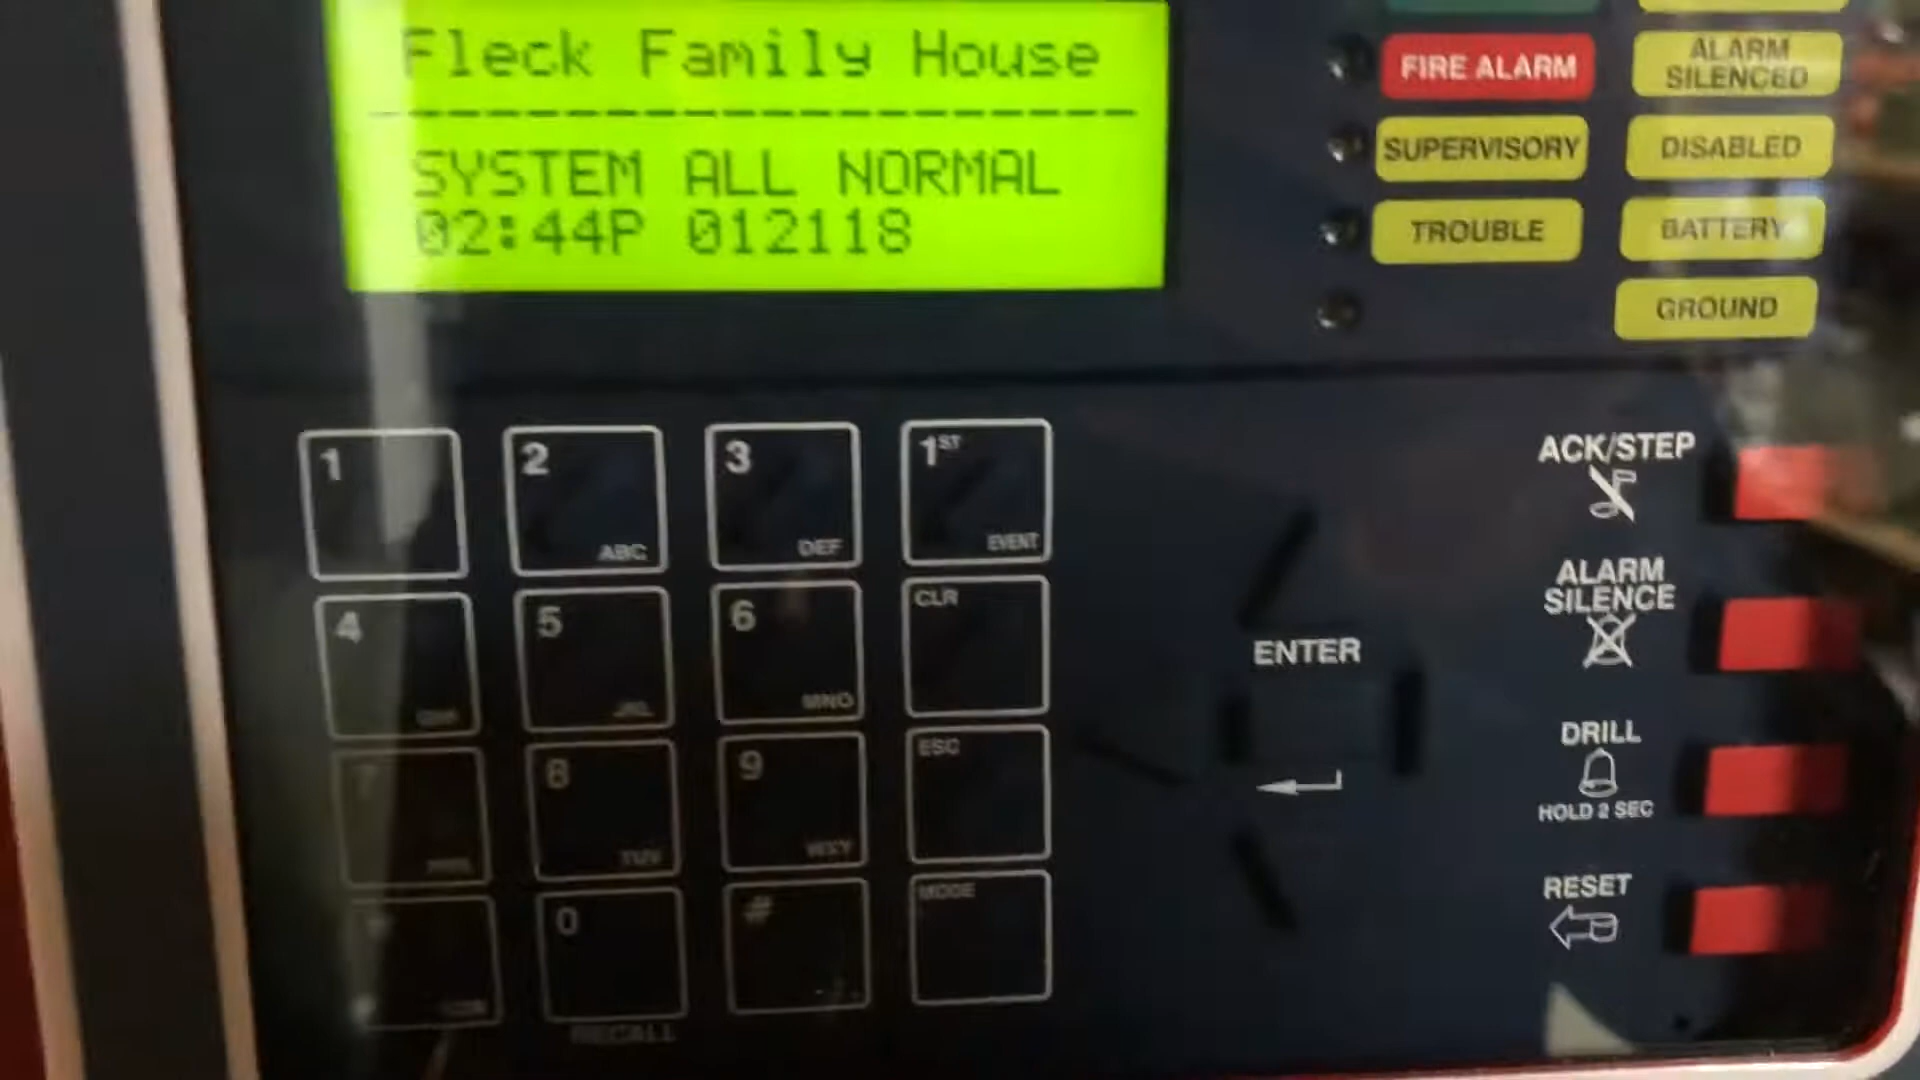 Fleck Family House
--------------------
SYSTEM ALL NORMAL
02:44P 012118
FIRE ALARM
ALARM
SILENCED
SUPERVISORY
DISABLED
TROUBLE
BATTERY
GROUND
1
2
ABC
3
DEF
1ST
EVENT
4
5
JKL
6
MNO
CLR
7
8
TUV
9
WXY
ESC
0
#
MODE
RECALL
ENTER
ACK/STEP
ALARM
SILENCE
DRILL
HOLD 2 SEC
RESET